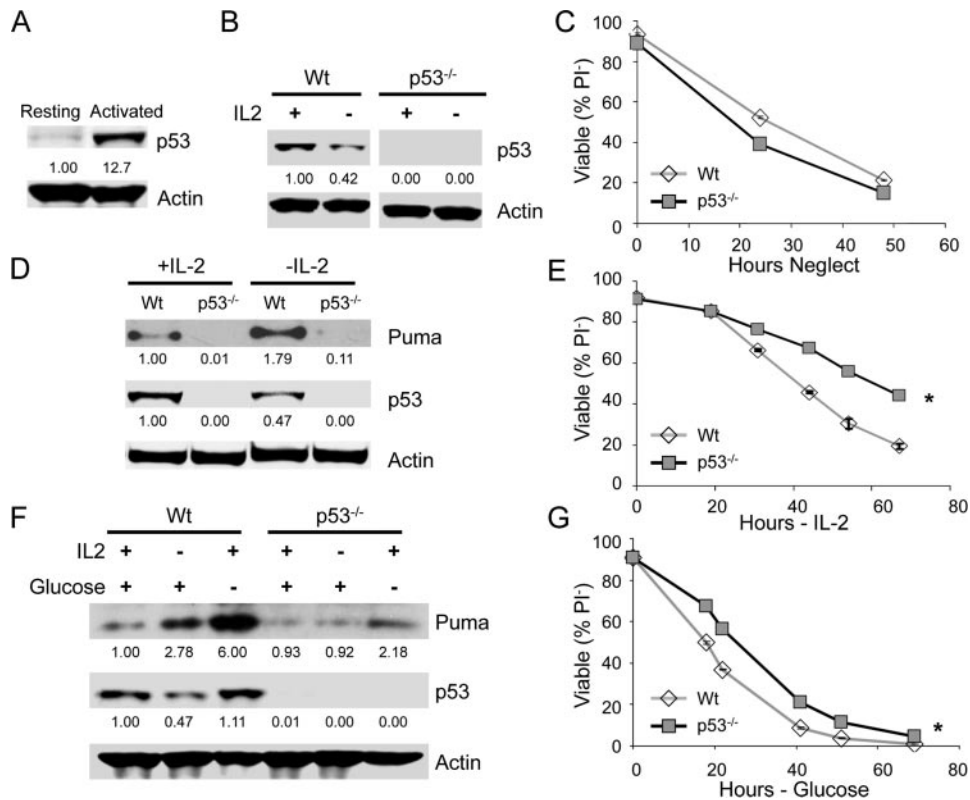 A
Resting Activated
p53
1.00 12.7
Actin
B
Wt p53-/-
IL2 + - + -
p53
1.00 0.42 0.00 0.00
Actin
C
Viable (% PI-)
100
80
60
40
20
0
Wt
p53-/-
0 10 20 30 40 50 60
Hours Neglect
D
+IL-2 -IL-2
Wt p53-/- Wt p53-/-
Puma
1.00 0.01 1.79 0.11
p53
1.00 0.00 0.47 0.00
Actin
E
Viable (% PI-)
100
80
60
40
20
0
*
Wt
p53-/-
0 20 40 60 80
Hours - IL-2
F
Wt p53-/-
IL2 + - + + - +
Glucose + + - + + -
Puma
1.00 2.78 6.00 0.93 0.92 2.18
p53
1.00 0.47 1.11 0.01 0.00 0.00
Actin
G
Viable (% PI-)
100
80
60
40
20
0
Wt
p53-/-
*
0 20 40 60 80
Hours - Glucose